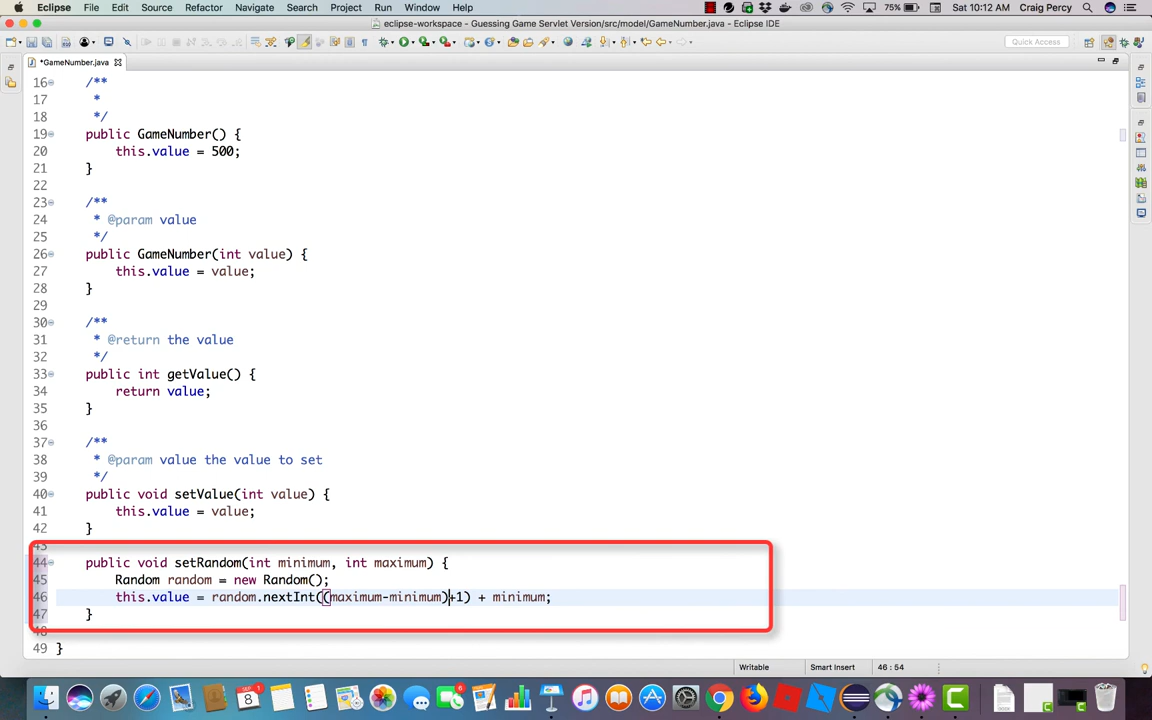 Eclipse File Edit Source Refactor Navigate Search Project Run Window Help 75% Sat 10:12 AM Craig Percy
eclipse-workspace - Guessing Game Servlet Version/src/model/GameNumber.java - Eclipse IDE
Quick Access
*GameNumber.java
16 /**
17 *
18 */
19 public GameNumber() {
20 this.value = 500;
21 }
22
23 /**
24 * @param value
25 */
26 public GameNumber(int value) {
27 this.value = value;
28 }
29
30 /**
31 * @return the value
32 */
33 public int getValue() {
34 return value;
35 }
36
37 /**
38 * @param value the value to set
39 */
40 public void setValue(int value) {
41 this.value = value;
42 }
43
44 public void setRandom(int minimum, int maximum) {
45 Random random = new Random();
46 this.value = random.nextInt((maximum-minimum)+1) + minimum;
47 }
48
49 }
Writable Smart Insert 46 : 54
SEP
8